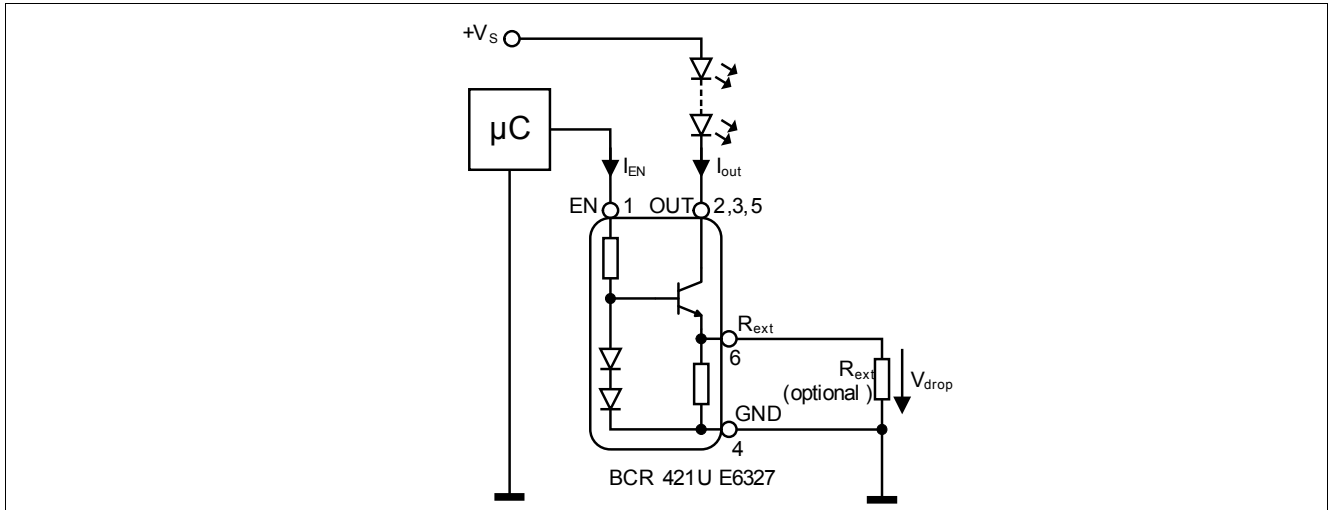 +VS
µC
IEN
Iout
EN 1 OUT 2,3,5
Rext
6
Rext
(optional)
Vdrop
GND
4
BCR 421U E6327